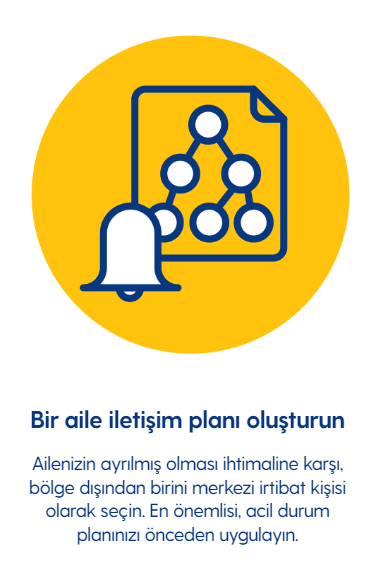 Bir aile iletişim planı oluşturun
Ailenizin ayrılmış olması ihtimaline karşı,
bölge dışından birini merkezi irtibat kişisi
olarak seçin. En önemlisi, acil durum
planınızı önceden uygulayın.